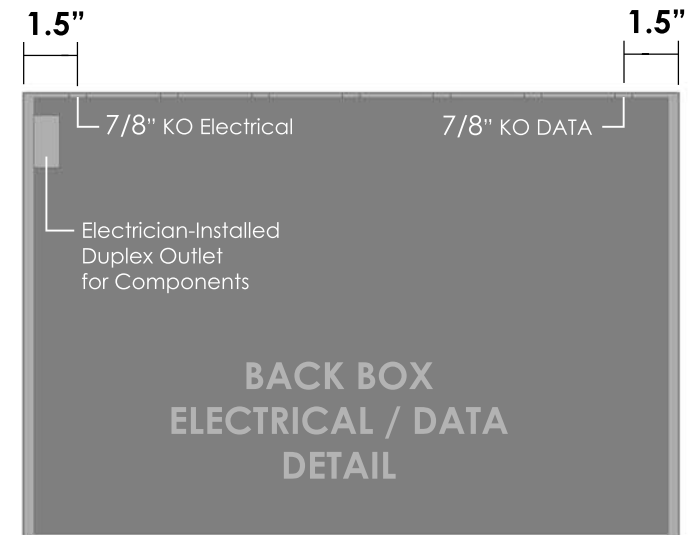 1.5” 1.5”
7/8” KO Electrical 7/8” KO DATA
Electrician-Installed
Duplex Outlet
for Components
BACK BOX
ELECTRICAL / DATA
DETAIL